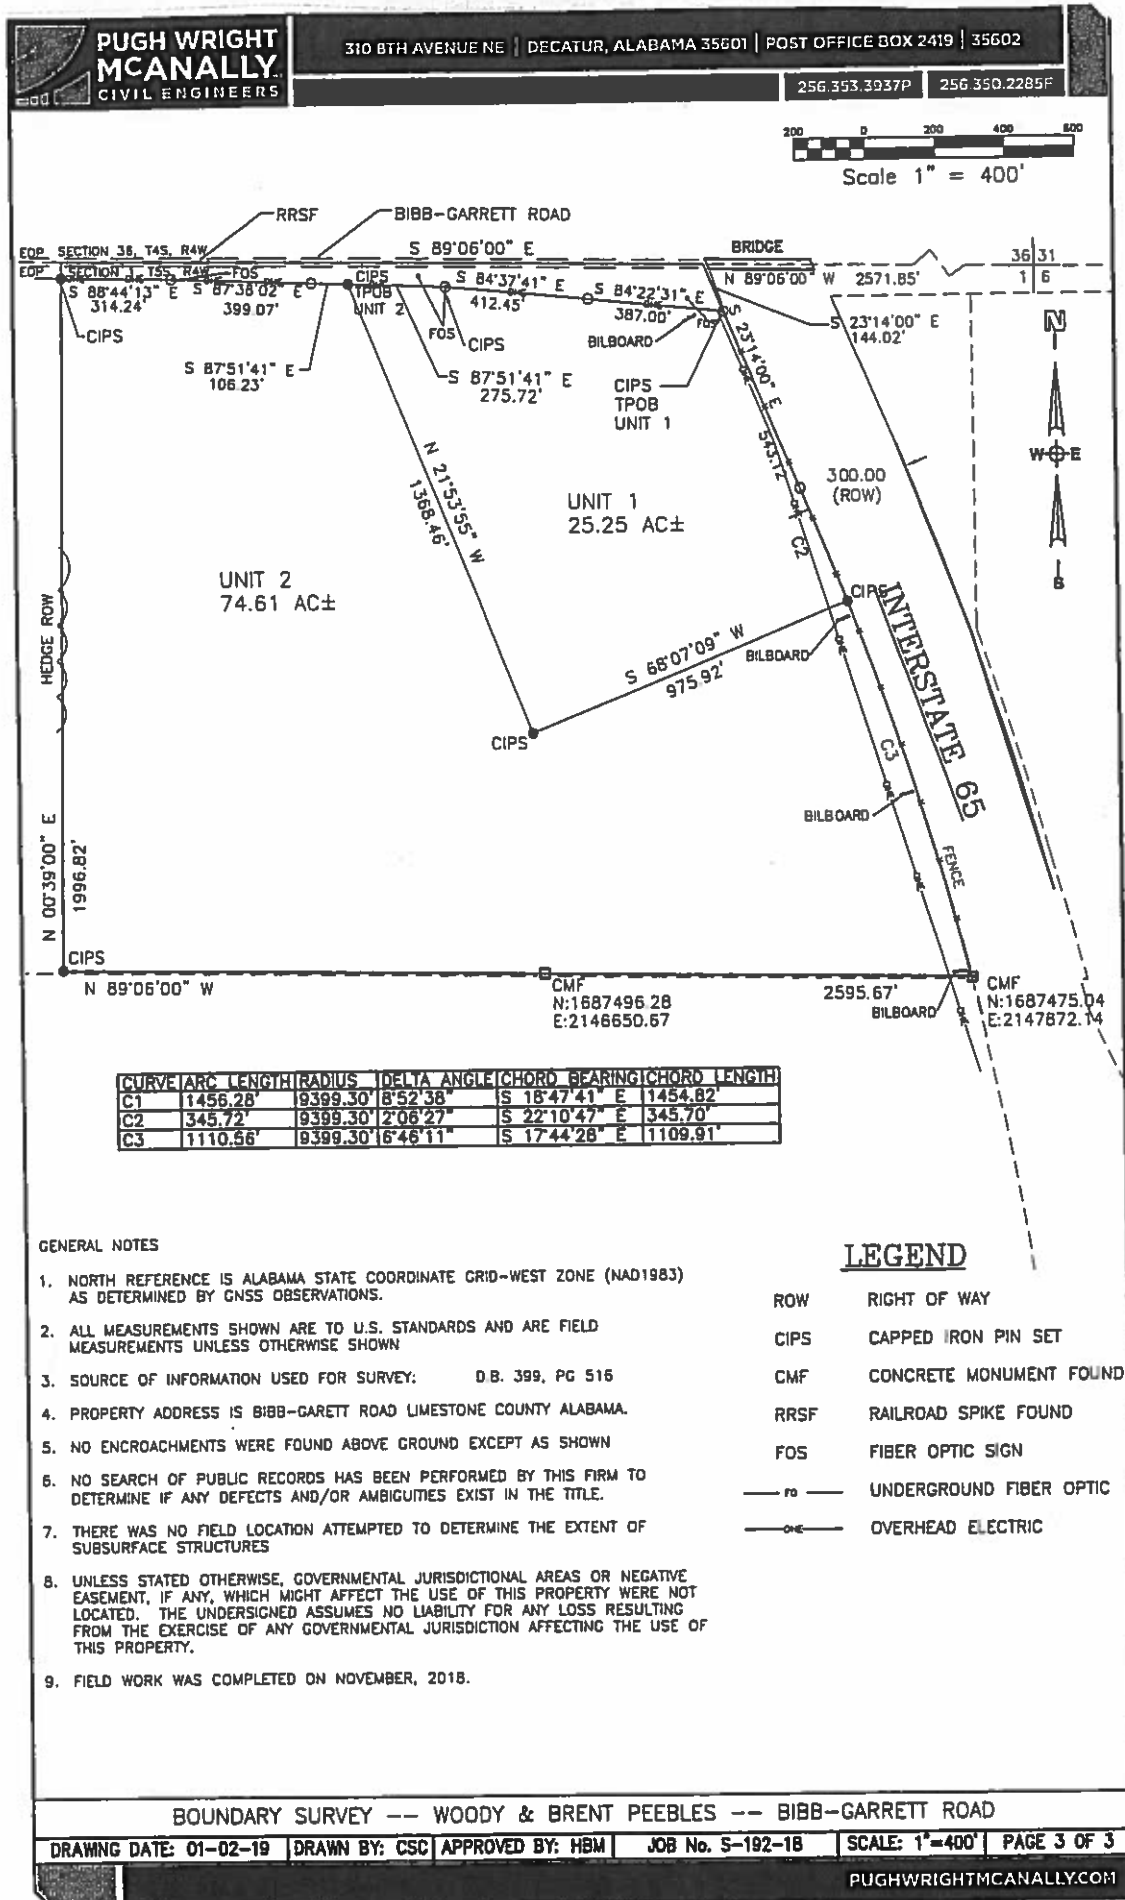 PUGH WRIGHT
MCANALLY
CIVIL ENGINEERS
310 8TH AVENUE NE | DECATUR, ALABAMA 35601 | POST OFFICE BOX 2419 | 35602
256.353.3937P
256.350.2285F
200 0 200 400 600
Scale 1" = 400'
RRSF
BIBB-GARRETT ROAD
S 89°06'00" E
BRIDGE
EOP SECTION 36, T4S, R4W
EOP SECTION 1, T5S, R4W
FOS
36 31
1 6
N 89°06'00" W 2571.85'
S 88°44'13" E
314.24'
S 87°38'02" E
399.07'
CIPS
TPOB
UNIT 2
S 84°37'41" E
412.45'
S 84°22'31" E
387.00'
CIPS
FOS
CIPS
BILBOARD
FOS
S 23°14'00" E
144.02'
S 87°51'41" E
106.23'
S 87°51'41" E
275.72'
CIPS
TPOB
UNIT 1
S 23°14'00" E
543.12'
N
W E
S
N 21°53'55" W
1368.46'
UNIT 1
25.25 AC±
300.00
(ROW)
C2
UNIT 2
74.61 AC±
CIPS
INTERSTATE 65
HEDGE ROW
S 68°07'09" W
975.92'
BILBOARD
CIPS
C3
BILBOARD
FENCE
N 00°39'00" E
1996.82'
CIPS
N 89°06'00" W
CMF
N:1687496.28
E:2146650.67
2595.67'
BILBOARD
CMF
N:1687475.04
E:2147872.14
CURVE ARC LENGTH RADIUS DELTA ANGLE CHORD BEARING CHORD LENGTH
C1 1456.28' 9399.30' 8°52'38" S 18°47'41" E 1454.82'
C2 345.72' 9399.30' 2°06'27" S 22°10'47" E 345.70'
C3 1110.56' 9399.30' 6°46'11" S 17°44'28" E 1109.91'
GENERAL NOTES
1. NORTH REFERENCE IS ALABAMA STATE COORDINATE GRID-WEST ZONE (NAD1983)
AS DETERMINED BY GNSS OBSERVATIONS.
2. ALL MEASUREMENTS SHOWN ARE TO U.S. STANDARDS AND ARE FIELD
MEASUREMENTS UNLESS OTHERWISE SHOWN
3. SOURCE OF INFORMATION USED FOR SURVEY: D.B. 399, PG 516
4. PROPERTY ADDRESS IS BIBB-GARETT ROAD LIMESTONE COUNTY ALABAMA.
5. NO ENCROACHMENTS WERE FOUND ABOVE GROUND EXCEPT AS SHOWN
6. NO SEARCH OF PUBLIC RECORDS HAS BEEN PERFORMED BY THIS FIRM TO
DETERMINE IF ANY DEFECTS AND/OR AMBIGUITIES EXIST IN THE TITLE.
7. THERE WAS NO FIELD LOCATION ATTEMPTED TO DETERMINE THE EXTENT OF
SUBSURFACE STRUCTURES
8. UNLESS STATED OTHERWISE, GOVERNMENTAL JURISDICTIONAL AREAS OR NEGATIVE
EASEMENT, IF ANY, WHICH MIGHT AFFECT THE USE OF THIS PROPERTY WERE NOT
LOCATED. THE UNDERSIGNED ASSUMES NO LIABILITY FOR ANY LOSS RESULTING
FROM THE EXERCISE OF ANY GOVERNMENTAL JURISDICTION AFFECTING THE USE OF
THIS PROPERTY.
9. FIELD WORK WAS COMPLETED ON NOVEMBER, 2018.
LEGEND
ROW RIGHT OF WAY
CIPS CAPPED IRON PIN SET
CMF CONCRETE MONUMENT FOUND
RRSF RAILROAD SPIKE FOUND
FOS FIBER OPTIC SIGN
FO UNDERGROUND FIBER OPTIC
OHE OVERHEAD ELECTRIC
BOUNDARY SURVEY -- WOODY & BRENT PEEBLES -- BIBB-GARRETT ROAD
DRAWING DATE: 01-02-19 DRAWN BY: CSC APPROVED BY: HBM JOB No. S-192-18 SCALE: 1"=400' PAGE 3 OF 3
PUGHWRIGHTMCANALLY.COM